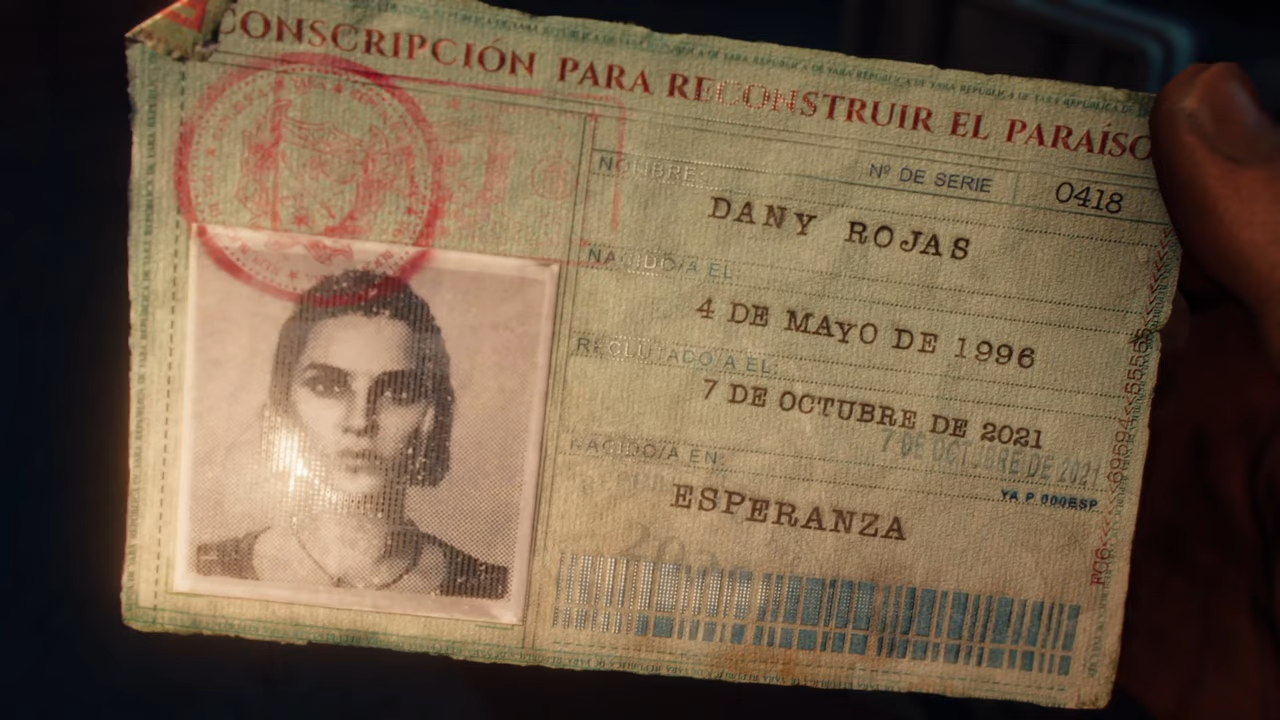 CONSCRIPCIÓN PARA RECONSTRUIR EL PARAÍSO
NOMBRE:
Nº DE SERIE
0418
DANY ROJAS
NACIDO/A EL:
4 DE MAYO DE 1996
RECLUTADO/A EL:
7 DE OCTUBRE DE 2021
7 DE OCTUBRE DE 2021
YA P 000ESP
NACIDO/A EN:
ESPERANZA